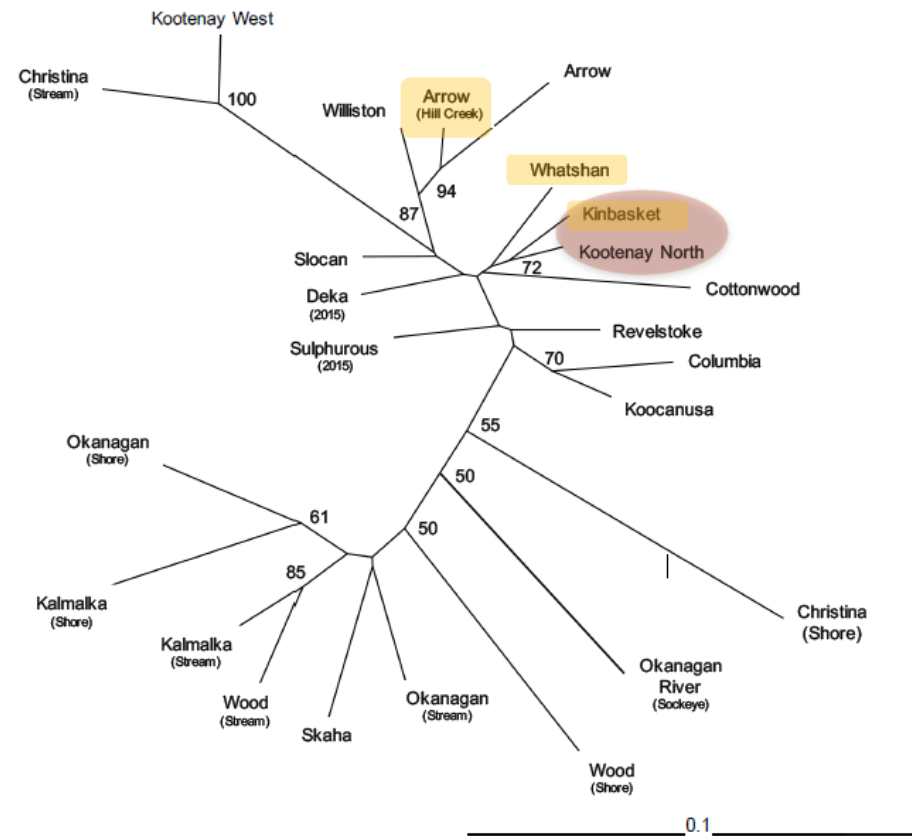 Kootenay West
Christina
(Stream)
100
Arrow
Williston
Arrow
(Hill Creek)
94
87
Whatshan
Kinbasket
Kootenay North
72
Slocan
Cottonwood
Deka
(2015)
Revelstoke
Sulphurous
(2015)
70
Columbia
Koocanusa
55
Okanagan
(Shore)
50
61
50
85
Kalmalka
(Shore)
Christina
(Shore)
Kalmalka
(Stream)
Okanagan
River
(Sockeye)
Wood
(Stream)
Okanagan
(Stream)
Skaha
Wood
(Shore)
0.1